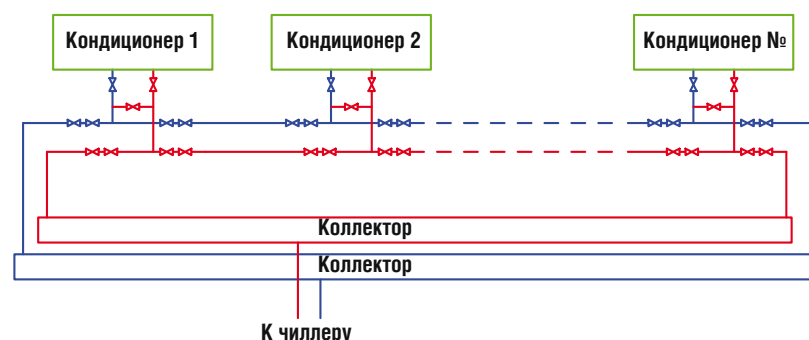 Кондиционер 1
Кондиционер 2
Кондиционер №
Коллектор
Коллектор
К чиллеру